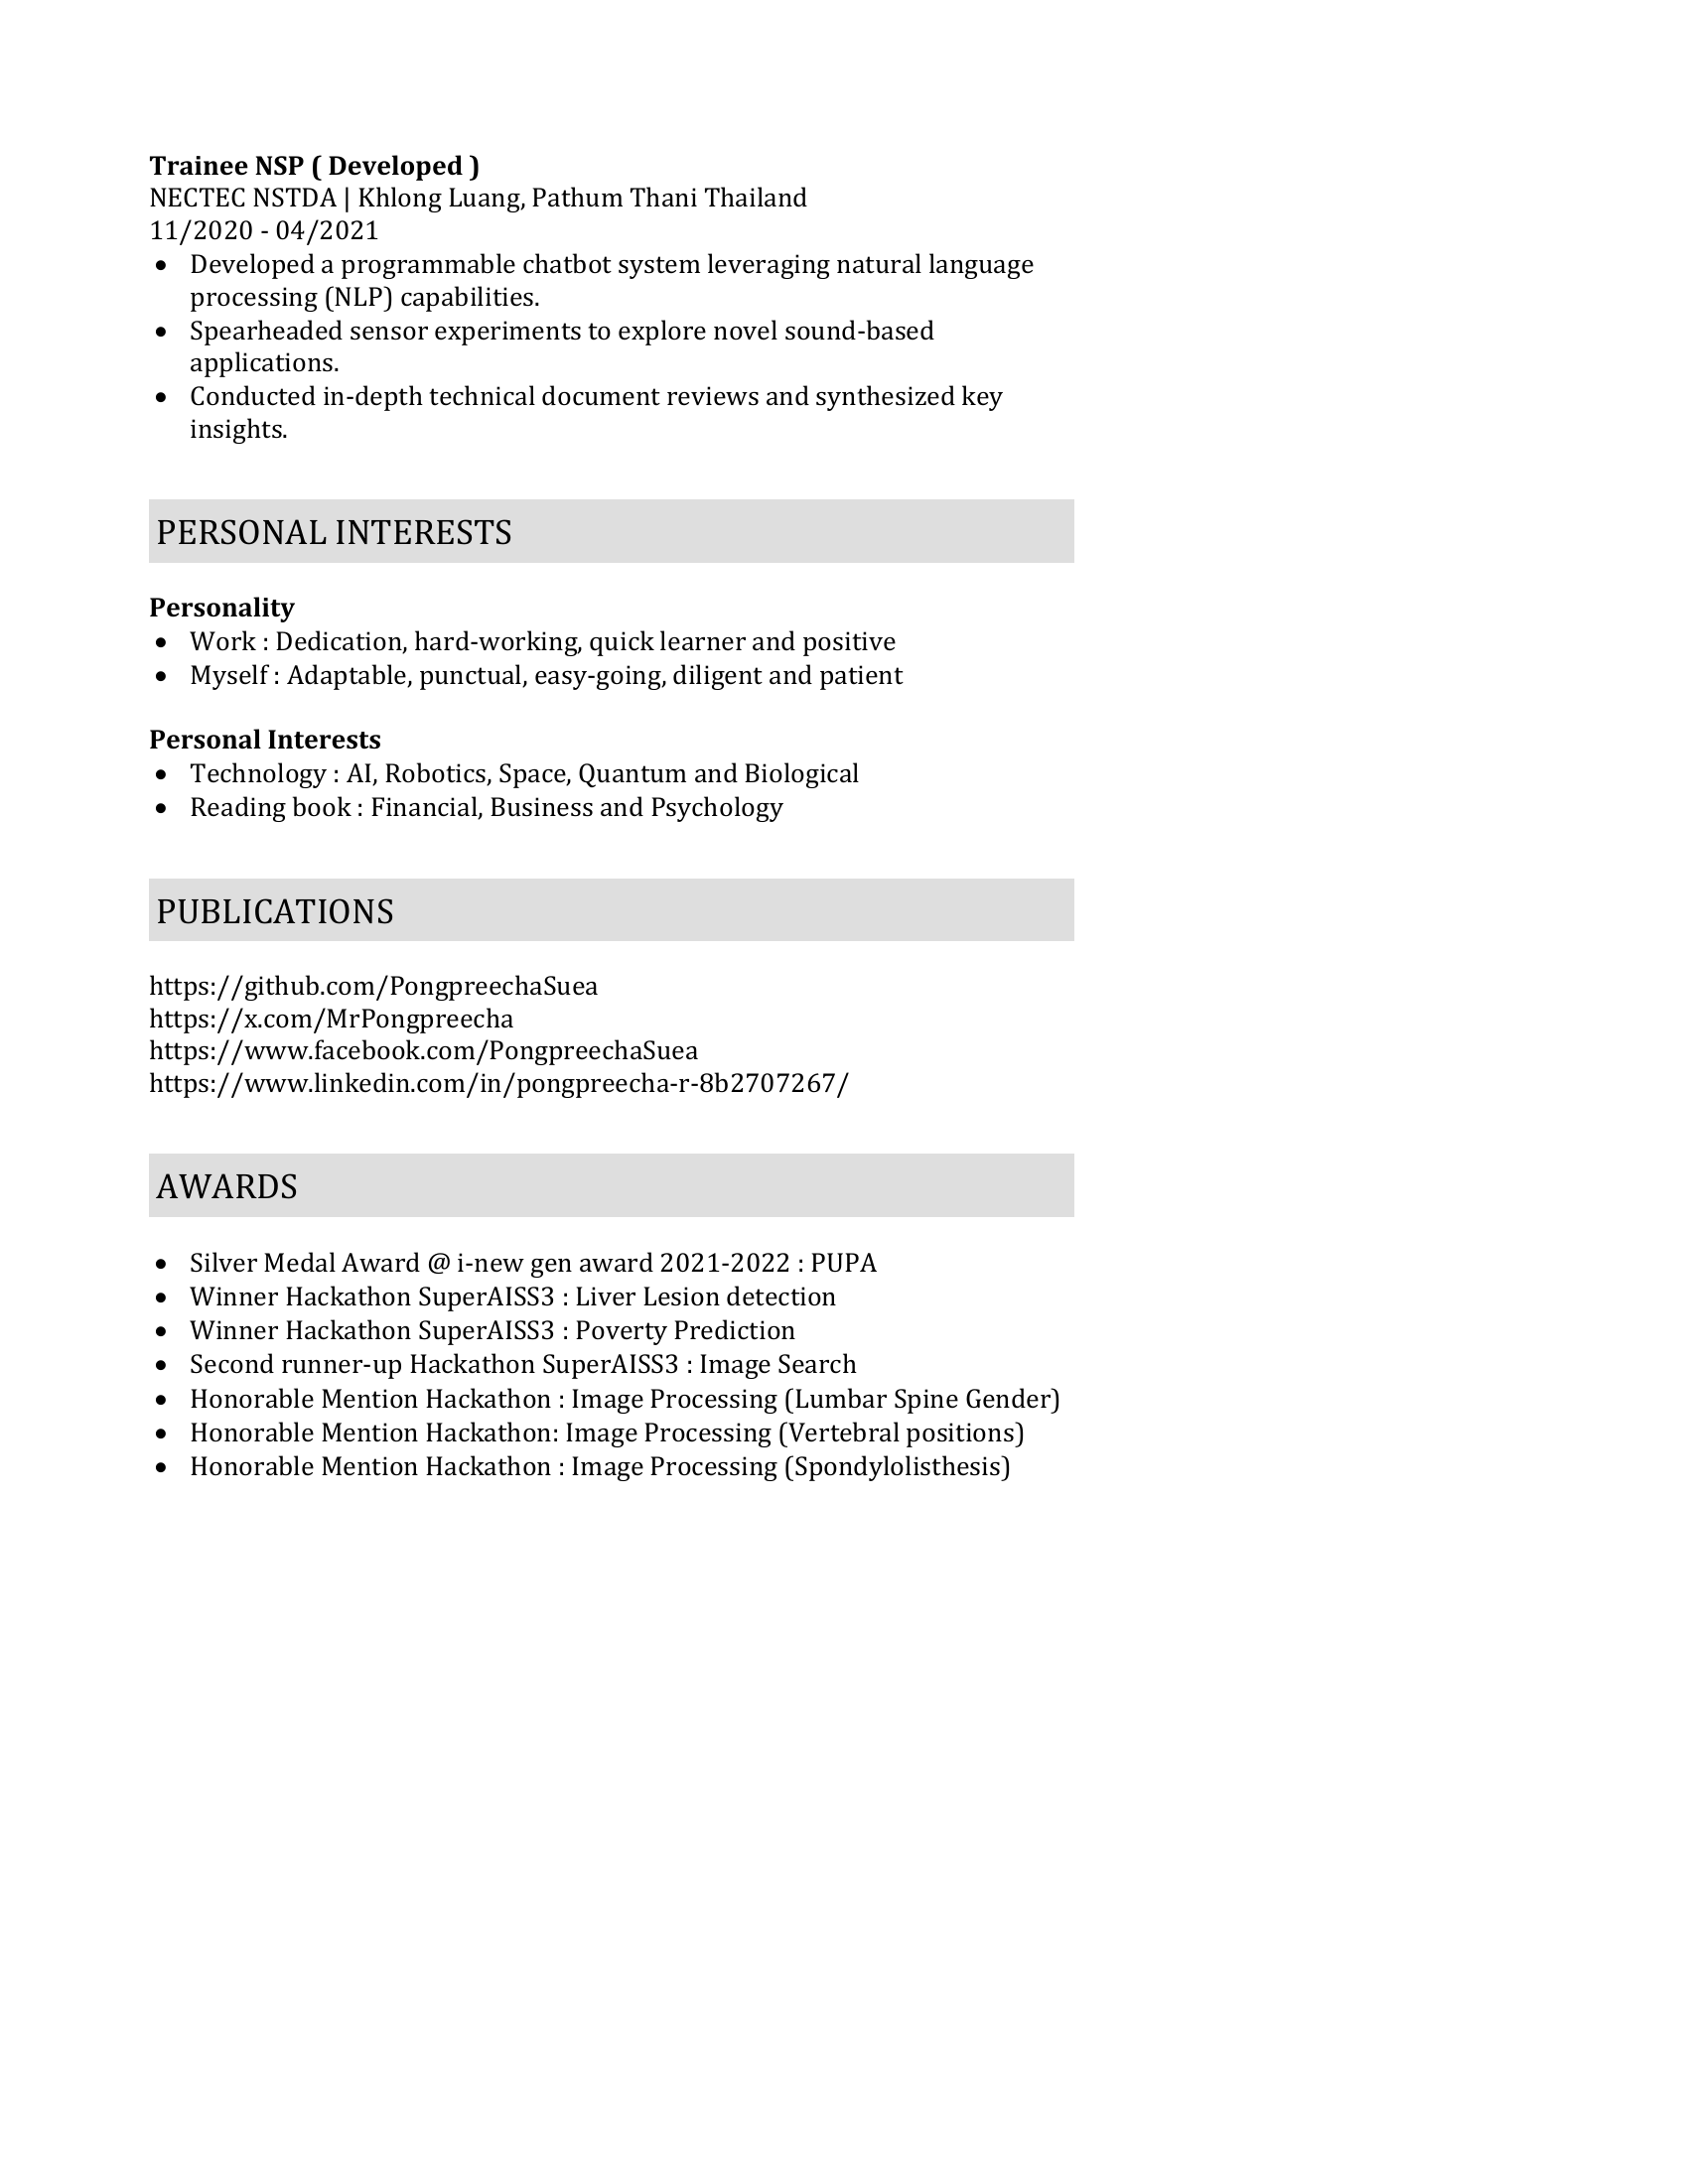 Trainee NSP ( Developed )
NECTEC NSTDA | Khlong Luang, Pathum Thani Thailand
11/2020 - 04/2021
• Developed a programmable chatbot system leveraging natural language
processing (NLP) capabilities.
• Spearheaded sensor experiments to explore novel sound-based
applications.
• Conducted in-depth technical document reviews and synthesized key
insights.
PERSONAL INTERESTS
Personality
• Work : Dedication, hard-working, quick learner and positive
• Myself : Adaptable, punctual, easy-going, diligent and patient
Personal Interests
• Technology : AI, Robotics, Space, Quantum and Biological
• Reading book : Financial, Business and Psychology
PUBLICATIONS
https://github.com/PongpreechaSuea
https://x.com/MrPongpreecha
https://www.facebook.com/PongpreechaSuea
https://www.linkedin.com/in/pongpreecha-r-8b2707267/
AWARDS
• Silver Medal Award @ i-new gen award 2021-2022 : PUPA
• Winner Hackathon SuperAISS3 : Liver Lesion detection
• Winner Hackathon SuperAISS3 : Poverty Prediction
• Second runner-up Hackathon SuperAISS3 : Image Search
• Honorable Mention Hackathon : Image Processing (Lumbar Spine Gender)
• Honorable Mention Hackathon: Image Processing (Vertebral positions)
• Honorable Mention Hackathon : Image Processing (Spondylolisthesis)